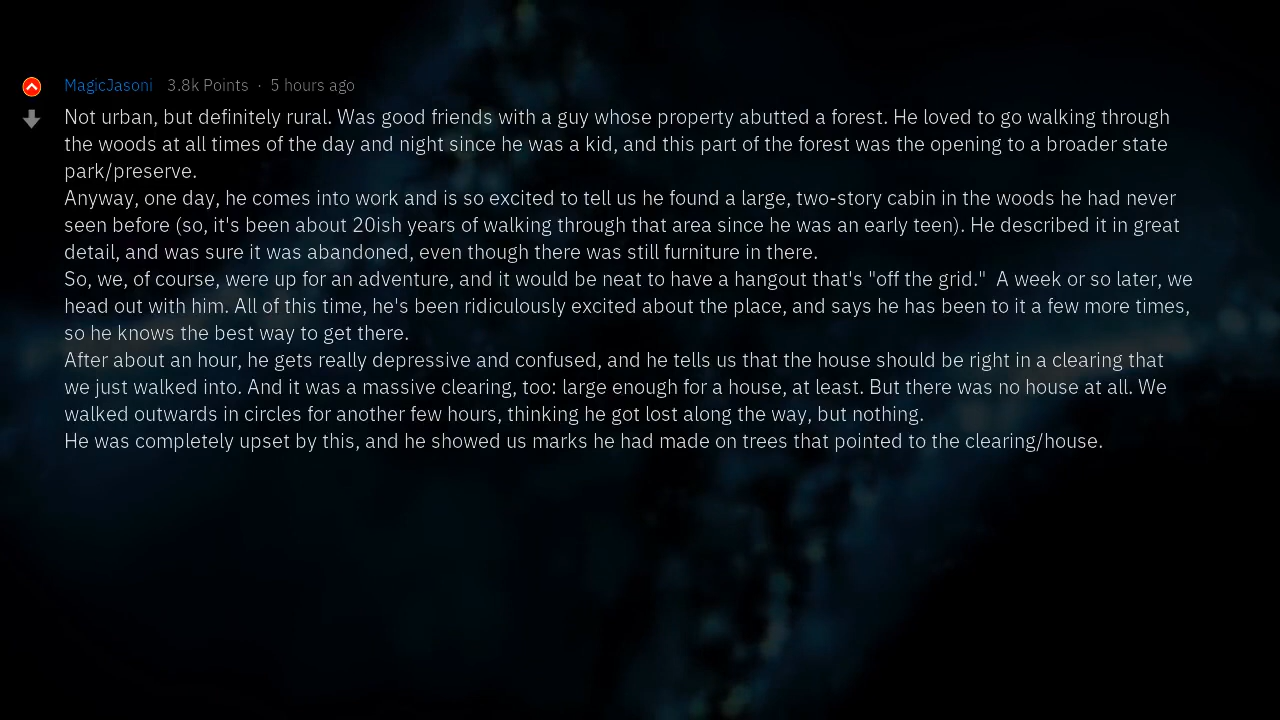 MagicJasoni 3.8k Points · 5 hours ago
Not urban, but definitely rural. Was good friends with a guy whose property abutted a forest. He loved to go walking through
the woods at all times of the day and night since he was a kid, and this part of the forest was the opening to a broader state
park/preserve.
Anyway, one day, he comes into work and is so excited to tell us he found a large, two-story cabin in the woods he had never
seen before (so, it's been about 20ish years of walking through that area since he was an early teen). He described it in great
detail, and was sure it was abandoned, even though there was still furniture in there.
So, we, of course, were up for an adventure, and it would be neat to have a hangout that's "off the grid."  A week or so later, we
head out with him. All of this time, he's been ridiculously excited about the place, and says he has been to it a few more times,
so he knows the best way to get there.
After about an hour, he gets really depressive and confused, and he tells us that the house should be right in a clearing that
we just walked into. And it was a massive clearing, too: large enough for a house, at least. But there was no house at all. We
walked outwards in circles for another few hours, thinking he got lost along the way, but nothing.
He was completely upset by this, and he showed us marks he had made on trees that pointed to the clearing/house.